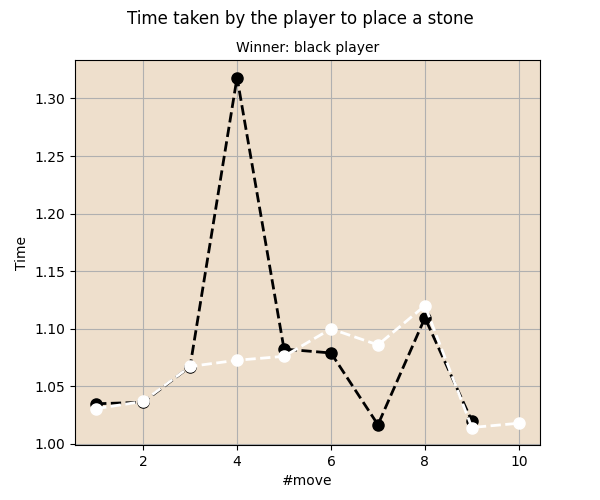 Time taken by the player to place a stone
Winner: black player
1.30
1.25
1.20
1.15
1.10
1.05
1.00
Time
2 4 6 8 10
#move